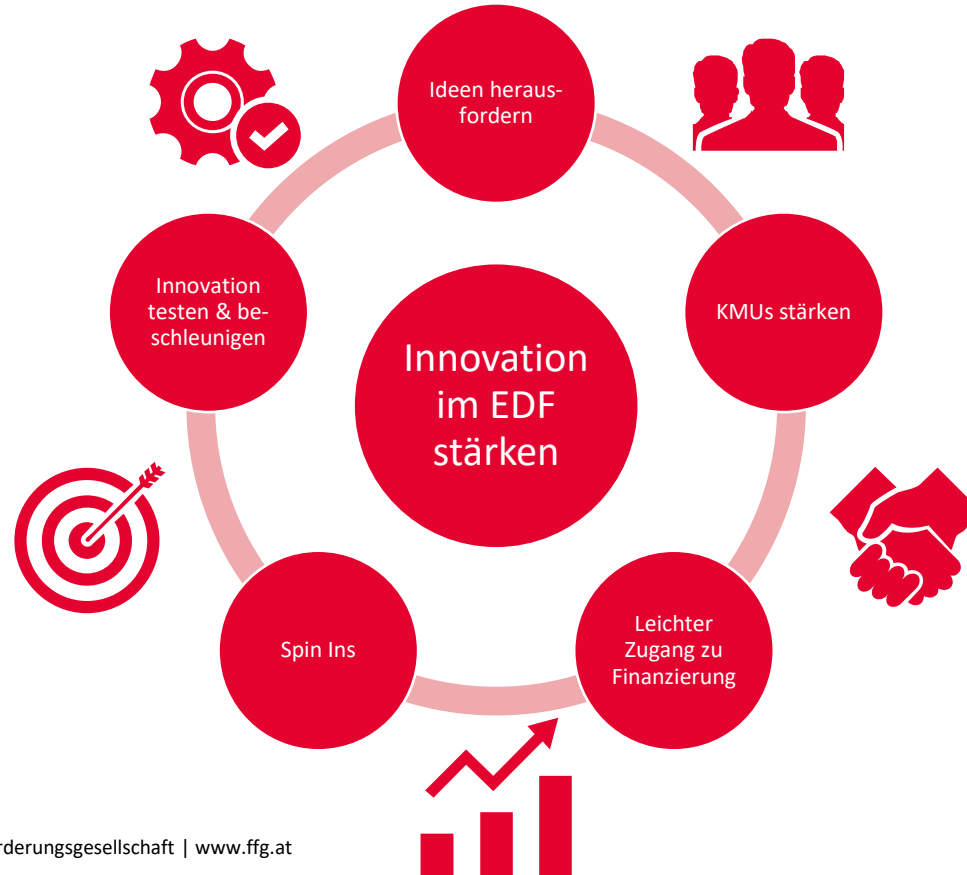 Ideen heraus-
fordern
KMUs stärken
Leichter
Zugang zu
Finanzierung
Spin Ins
Innovation
testen & be-
schleunigen
Innovation
im EDF
stärken
rderungsgesellschaft | www.ffg.at